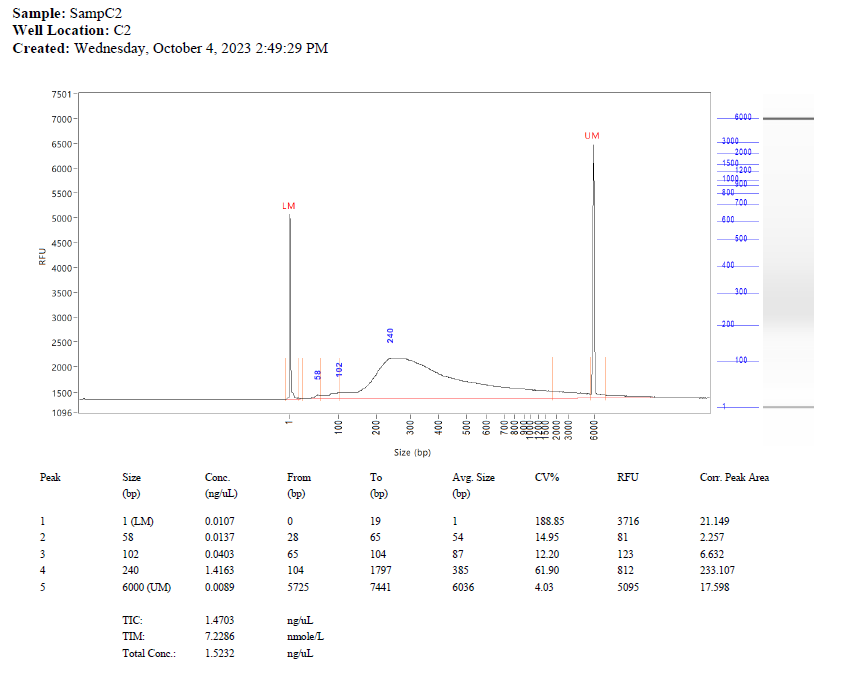 Sample: SampC2
Well Location: C2
Created: Wednesday, October 4, 2023 2:49:29 PM
7501
7000
6500
6000
5500
5000
4500
4000
3500
3000
2500
2000
1500
1096
RFU
LM
58
102
240
UM
1
100
200
300
400
500
600
700
800
900
1000
1200
1500
2000
3000
6000
Size (bp)
6000
3000
2000
1500
1200
1000
900
800
700
600
500
400
300
200
100
1
Peak Size Conc. From To Avg. Size CV% RFU Corr. Peak Area
(bp) (ng/uL) (bp) (bp) (bp)
1 1 (LM) 0.0107 0 19 1 188.85 3716 21.149
2 58 0.0137 28 65 54 14.95 81 2.257
3 102 0.0403 65 104 87 12.20 123 6.632
4 240 1.4163 104 1797 385 61.90 812 233.107
5 6000 (UM) 0.0089 5725 7441 6036 4.03 5095 17.598
TIC: 1.4703 ng/uL
TIM: 7.2286 nmole/L
Total Conc.: 1.5232 ng/uL